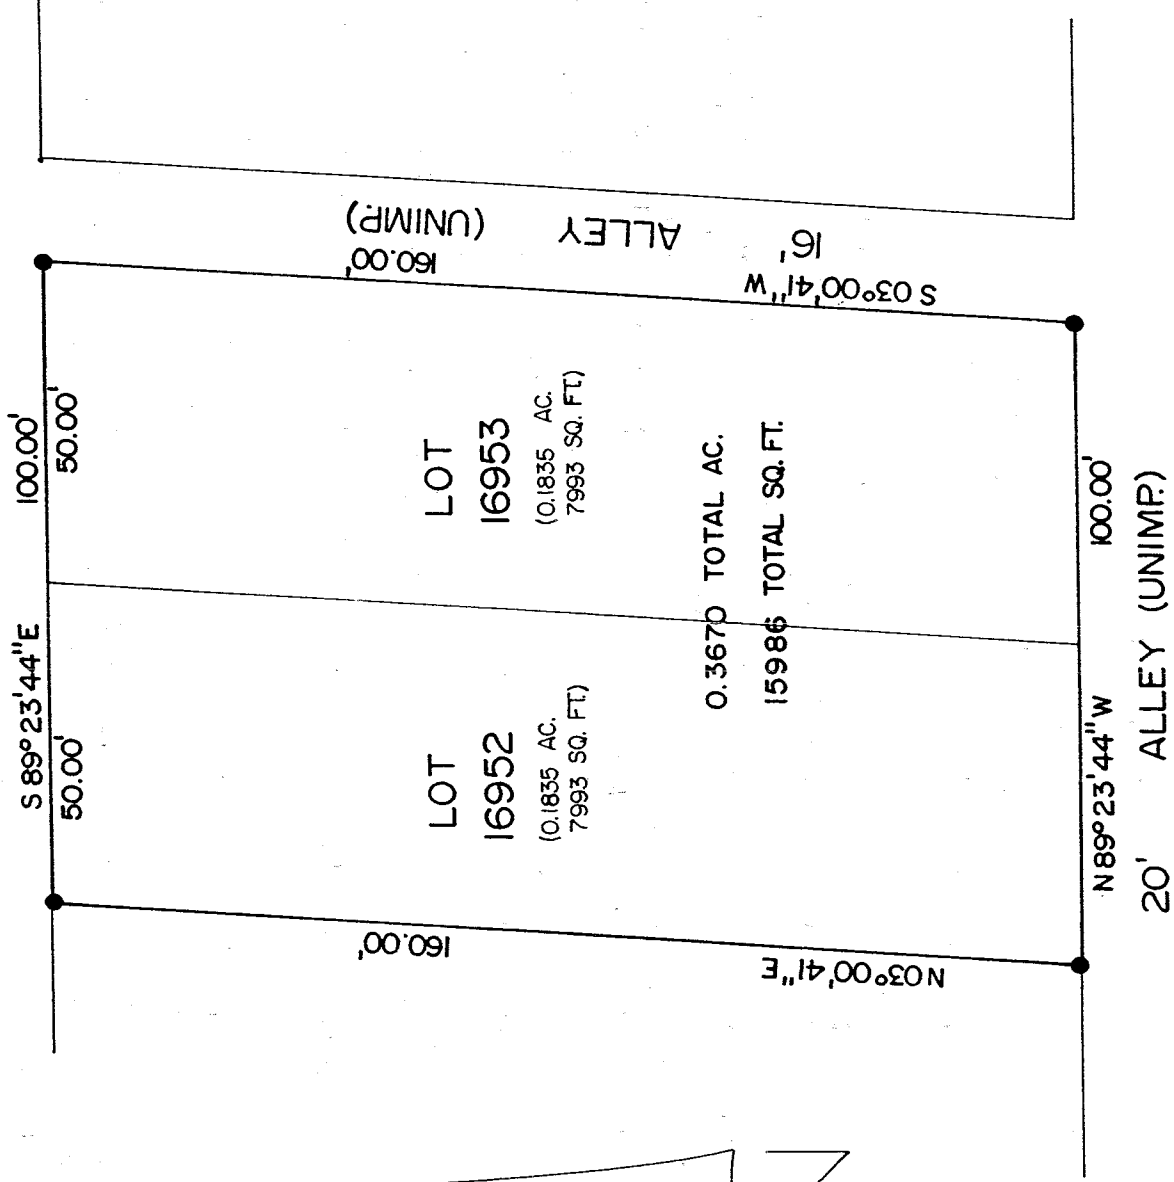 S 89°23'44"E 100.00'
50.00' 50.00'
LOT
16952
(0.1835 AC.
7993 SQ. FT.)
LOT
16953
(0.1835 AC.
7993 SQ. FT.)
0.3670 TOTAL AC.
15986 TOTAL SQ. FT.
N89°23'44"W 100.00'
20' ALLEY (UNIMP.)
N03°00'41"E 160.00'
S 03°00'41"W 160.00'
16' ALLEY (UNIMP.)